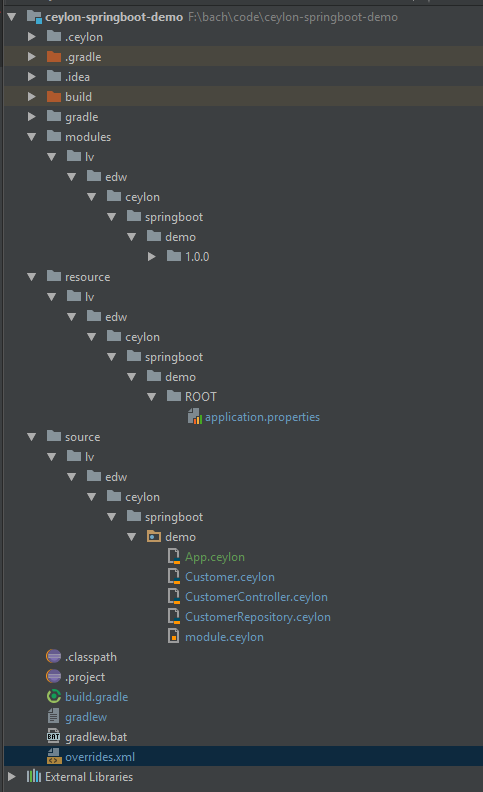 ceylon-springboot-demo F:\bach\code\ceylon-springboot-demo
.ceylon
.gradle
.idea
build
gradle
modules
lv
edw
ceylon
springboot
demo
1.0.0
resource
lv
edw
ceylon
springboot
demo
ROOT
application.properties
source
lv
edw
ceylon
springboot
demo
App.ceylon
Customer.ceylon
CustomerController.ceylon
CustomerRepository.ceylon
module.ceylon
.classpath
.project
build.gradle
gradlew
BAT gradlew.bat
overrides.xml
External Libraries